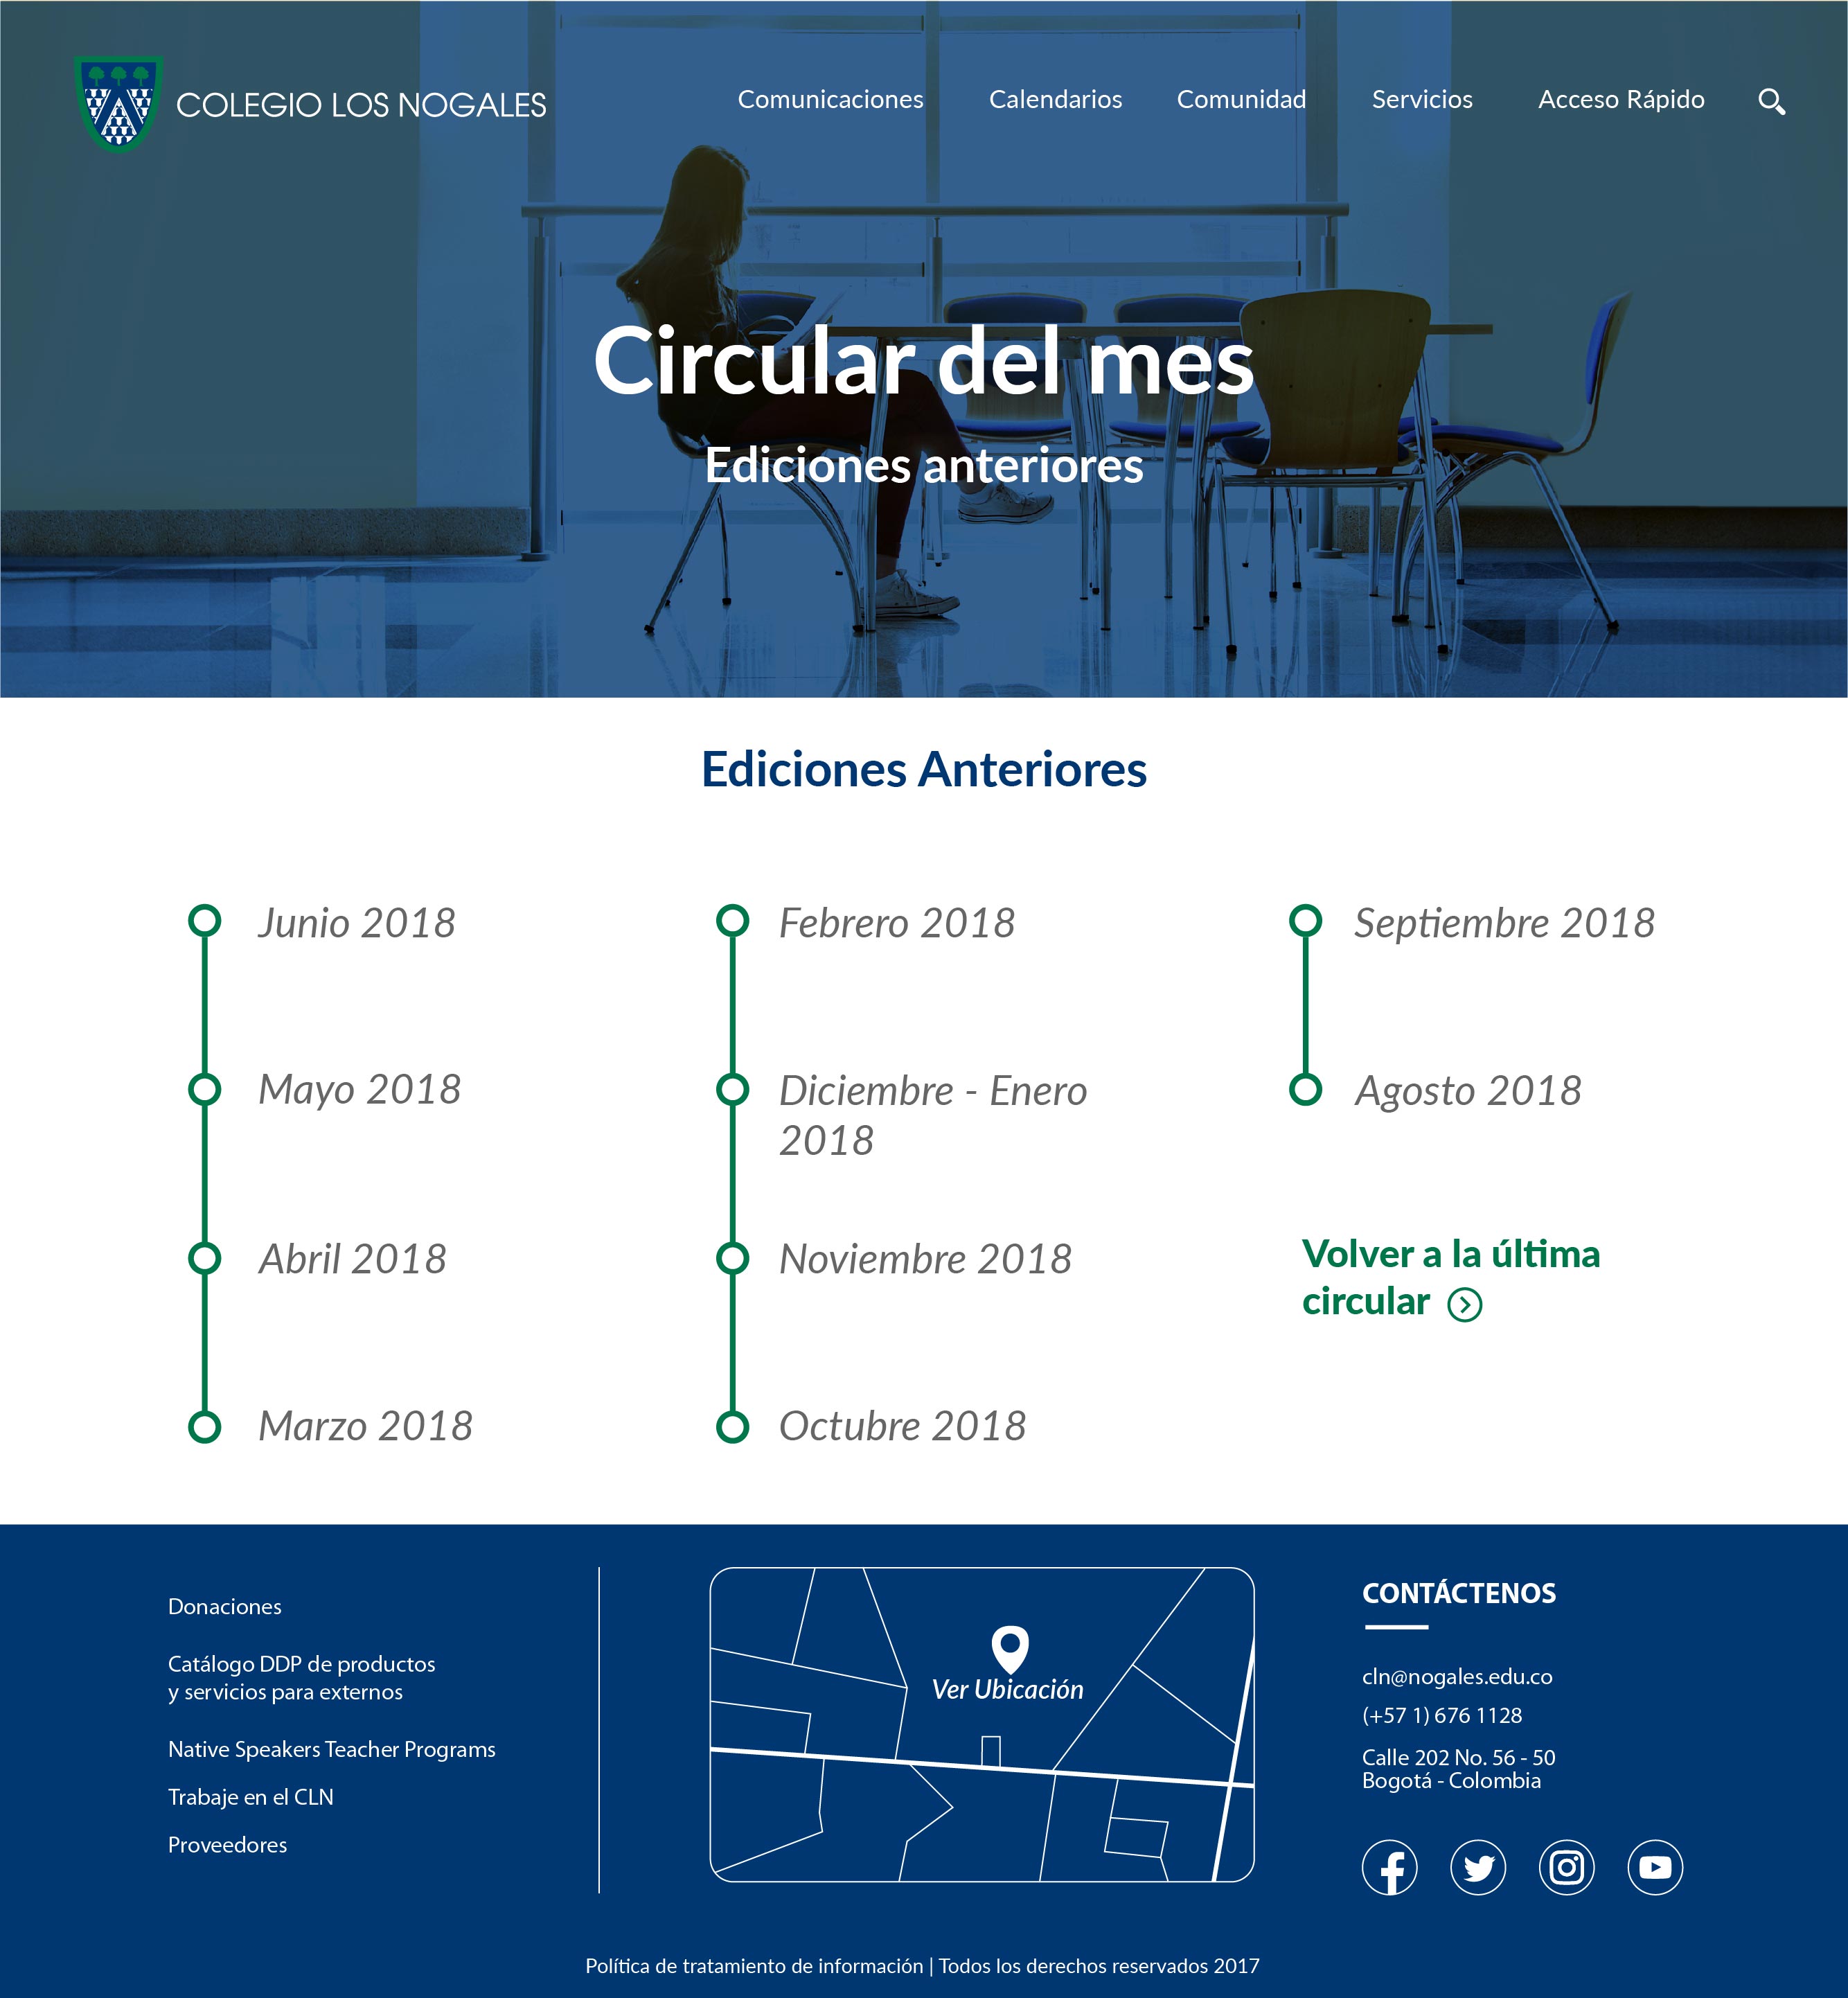 COLEGIO LOS NOGALES
Comunicaciones
Calendarios
Comunidad
Servicios
Acceso Rápido
Circular del mes
Ediciones anteriores
Ediciones Anteriores
Junio 2018
Mayo 2018
Abril 2018
Marzo 2018
Febrero 2018
Diciembre - Enero
2018
Noviembre 2018
Octubre 2018
Septiembre 2018
Agosto 2018
Volver a la última
circular
Donaciones
Catálogo DDP de productos
y servicios para externos
Native Speakers Teacher Programs
Trabaje en el CLN
Proveedores
Ver Ubicación
CONTÁCTENOS
cln@nogales.edu.co
(+57 1) 676 1128
Calle 202 No. 56 - 50
Bogotá - Colombia
Política de tratamiento de información | Todos los derechos reservados 2017